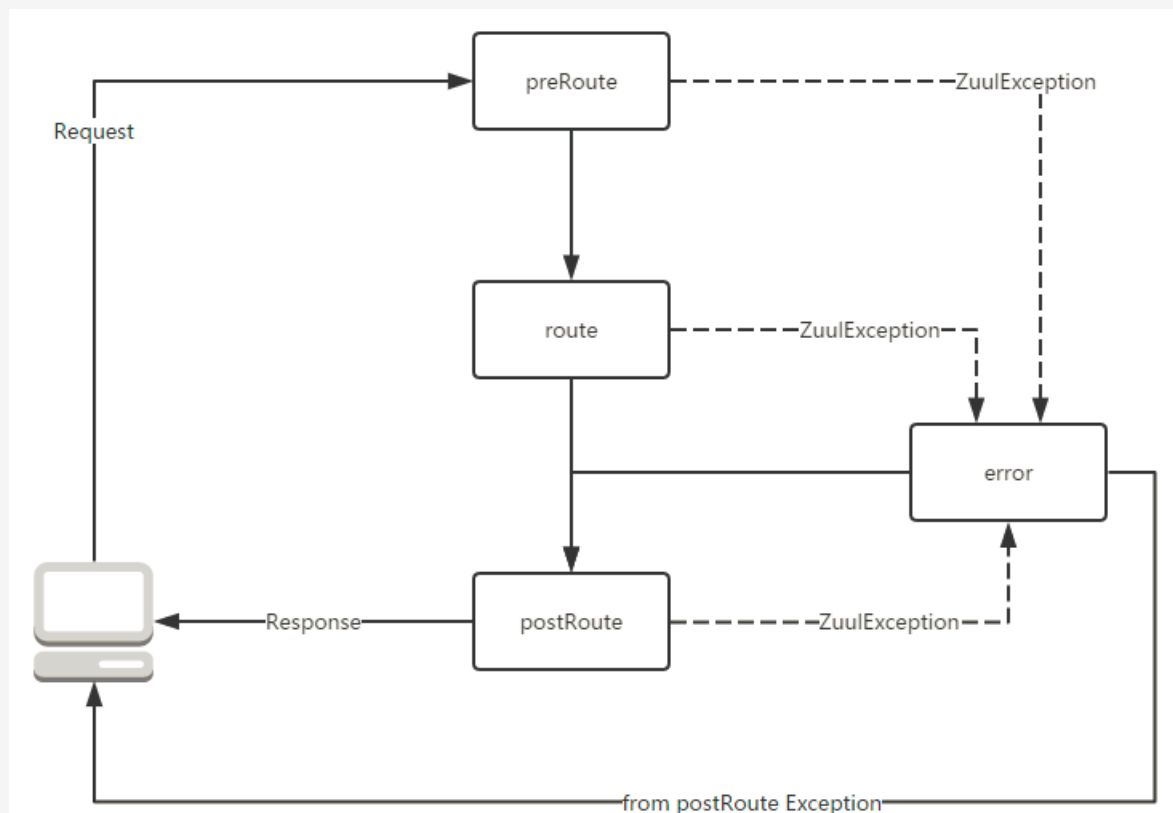 preRoute
ZuulException
Request
route
ZuulException
error
Response
postRoute
ZuulException
from postRoute Exception